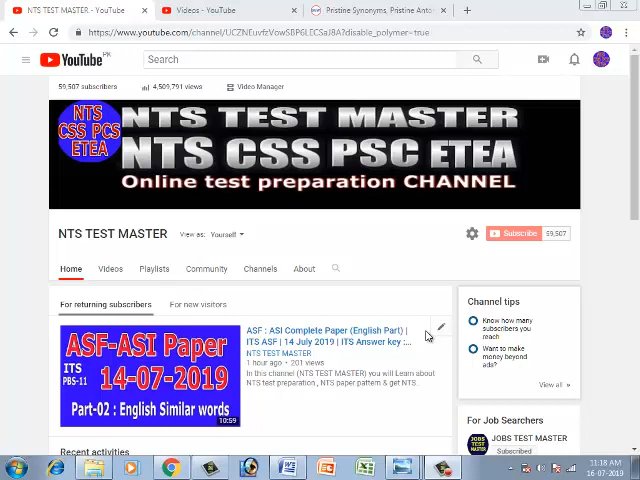 NTS TEST MASTER - YouTube
Videos - YouTube
Pristine Synonyms, Pristine Anto
https://www.youtube.com/channel/UCZNEuvfzVowSBP6LECSaJ8A?disable_polymer=true
YouTube PK
Search
59,507 subscribers
4,509,791 views
Video Manager
NTS
CSS PCS
ETEA
NTS TEST MASTER
NTS CSS PSC ETEA
Online test preparation CHANNEL
NTS TEST MASTER
View as: Yourself
Subscribe
59,507
Home
Videos
Playlists
Community
Channels
About
For returning subscribers
For new visitors
ASF-ASI Paper
ITS
PBS-11
14-07-2019
Part-02 : English Similar words
10:59
ASF : ASI Complete Paper (English Part) |
ITS ASF | 14 July 2019 | ITS Answer key :...
NTS TEST MASTER
1 hour ago • 201 views
In this channel (NTS TEST MASTER) you will Learn about
NTS test preparation , NTS paper pattern & get NTS.
Recent activities
Channel tips
Know how many
subscribers you
reach
Want to make
money beyond
ads?
View all »
For Job Searchers
JOBS TEST MASTER
Subscribed
JOBS
TEST
MASTER
11:18 AM
16-07-2019